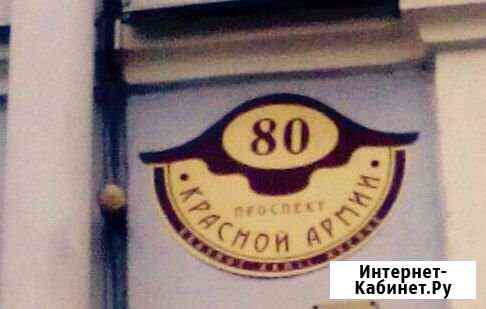 80
ПРОСПЕКТ
КРАСНОЙ АРМИИ
Интернет-
Кабинет.Ру